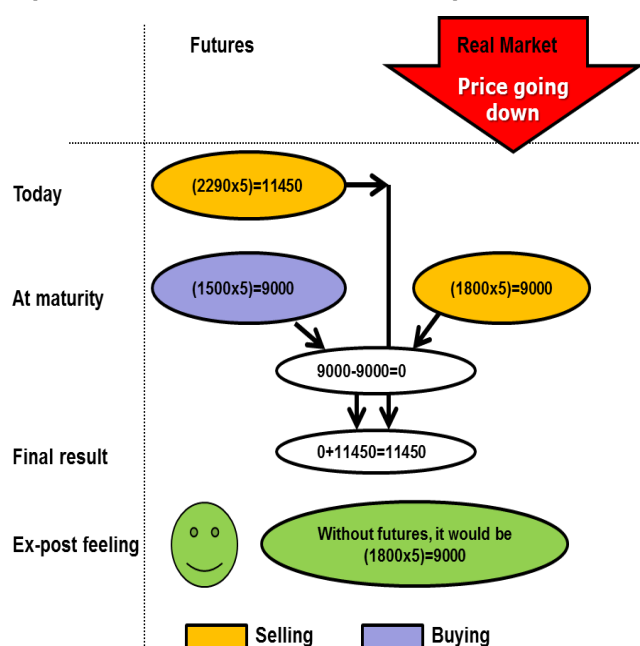 Futures
Real Market
Price going
down
Today
(2290x5)=11450
At maturity
(1500x5)=9000
(1800x5)=9000
9000-9000=0
Final result
0+11450=11450
Ex-post feeling
Without futures, it would be
(1800x5)=9000
Selling
Buying